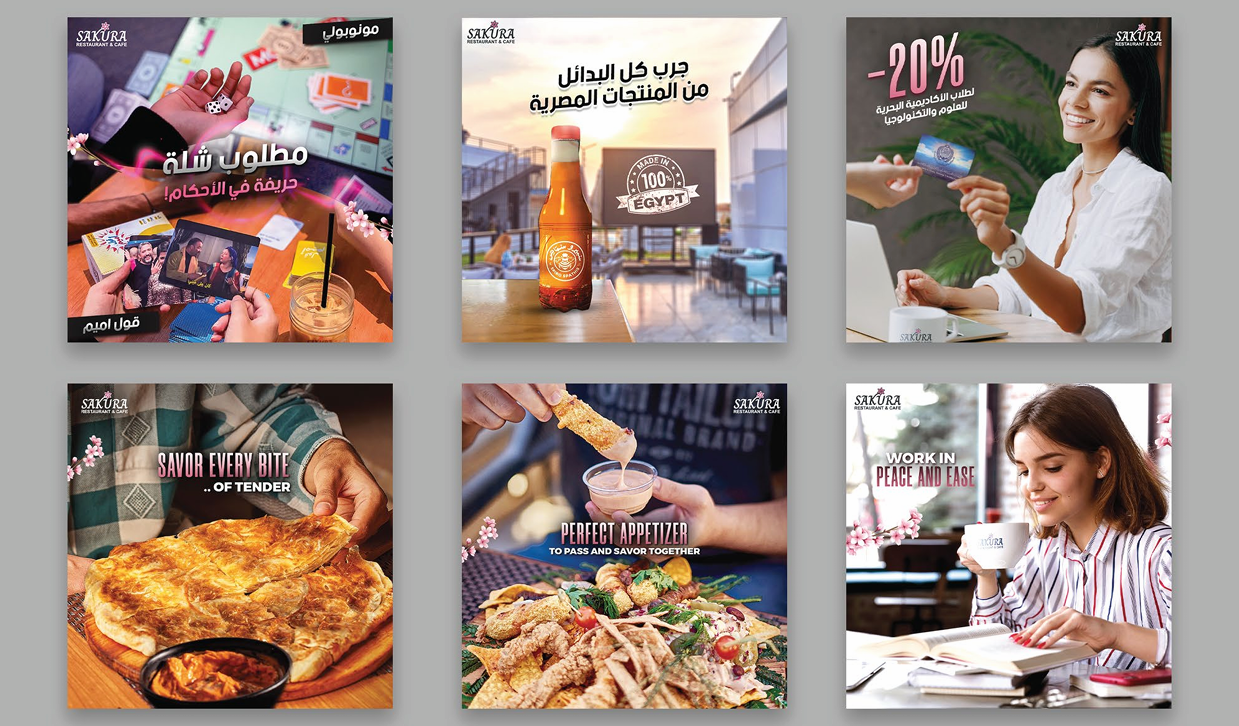 SAKURA
RESTAURANT & CAFE
مونوبولي
مطلوب شلة
حريفة في الأحكام!
قول اميم
SAKURA
RESTAURANT & CAFE
جرب كل البدائل
من المنتجات المصرية
MADE IN
100%
EGYPT
SAKURA
RESTAURANT & CAFE
-20%
لطلاب الأكاديمية البحرية
للعلوم والتكنولوجيا
SAKURA
SAKURA
RESTAURANT & CAFE
SAVOR EVERY BITE
.. OF TENDER
SAKURA
RESTAURANT & CAFE
PERFECT APPETIZER
TO PASS AND SAVOR TOGETHER
SAKURA
RESTAURANT & CAFE
WORK IN
PEACE AND EASE
SAKURA